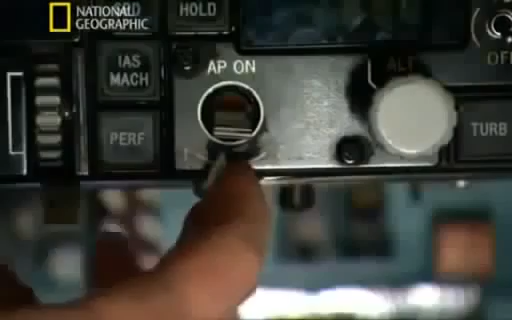 NATIONAL
GEOGRAPHIC
HOLD
AP ON
IAS
MACH
ALT
PERF
TURB